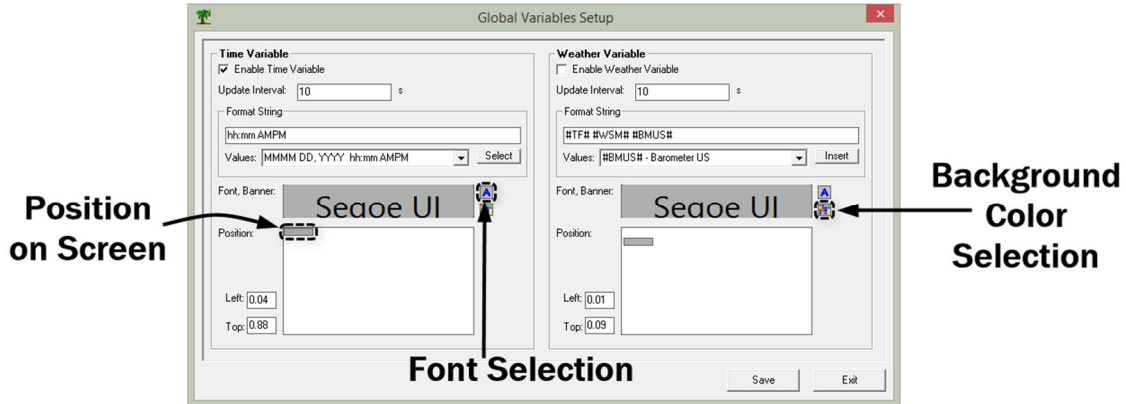 Global Variables Setup
Time Variable
Enable Time Variable
Update Interval: 10 s
Format String
hh:mm AMPM
Values: MMMM DD, YYYY hh:mm AMPM Select
Font, Banner: Segoe UI A
Position:
Left: 0.04
Top: 0.88
Weather Variable
Enable Weather Variable
Update Interval: 10 s
Format String
#TF# #WSM# #BMUS#
Values: #BMUS# - Barometer US Insert
Font, Banner: Segoe UI A
Position:
Left: 0.01
Top: 0.09
Save Exit
Position
on Screen
Font Selection
Background
Color
Selection